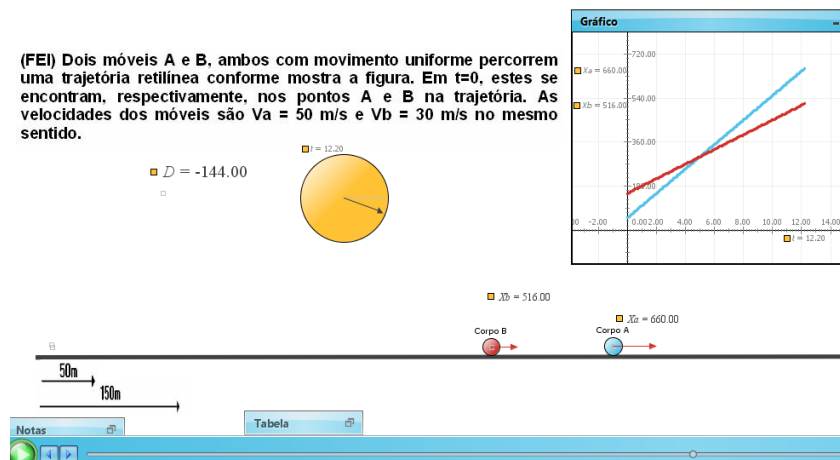 Gráfico
(FEI) Dois móveis A e B, ambos com movimento uniforme percorrem
uma trajetória retilínea conforme mostra a figura. Em t=0, estes se
encontram, respectivamente, nos pontos A e B na trajetória. As
velocidades dos móveis são Va = 50 m/s e Vb = 30 m/s no mesmo
sentido.
D = -144.00
t = 12.20
720.00
Xa = 660.00
540.00
Xb = 516.00
360.00
180.00
-2.00 0.00 2.00 4.00 6.00 8.00 10.00 12.00 14.00
t = 12.20
Xb = 516.00
Xa = 660.00
Corpo B
Corpo A
50m
150m
Notas
Tabela